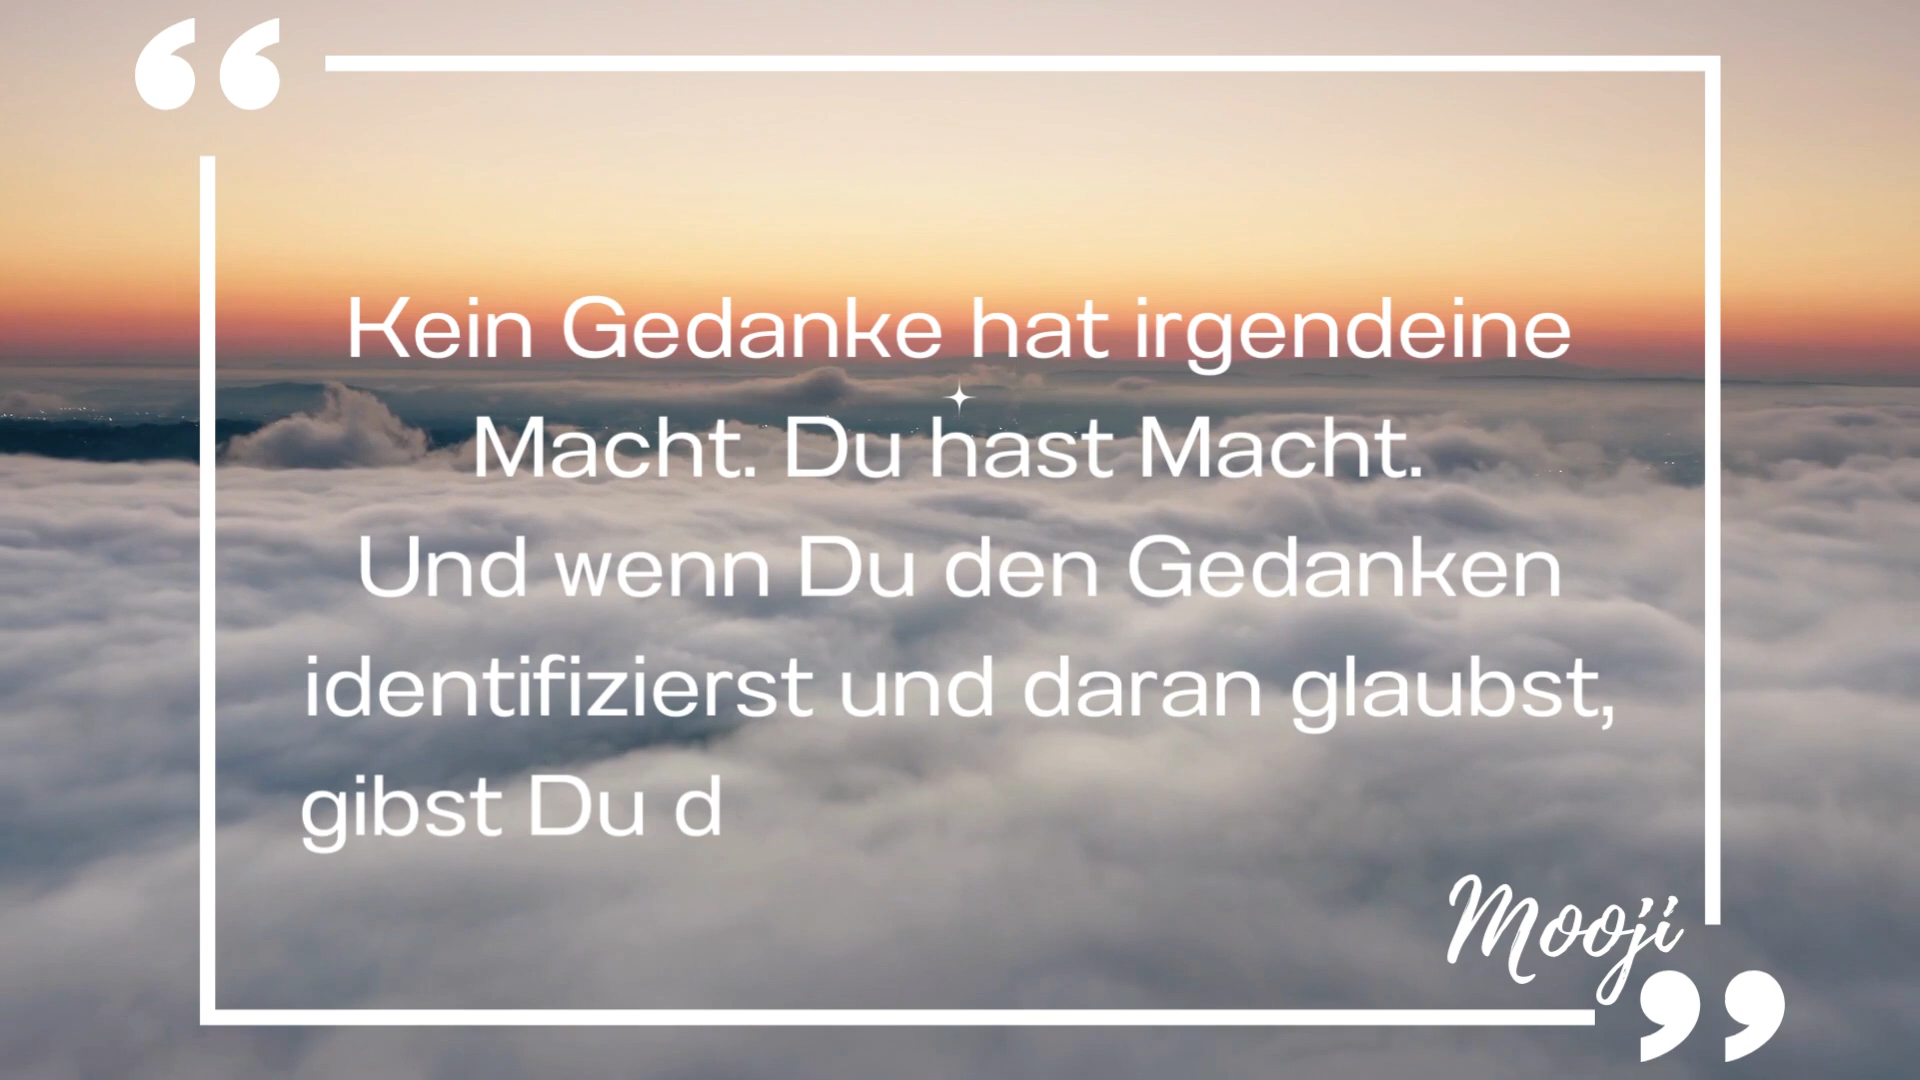 “
Kein Gedanke hat irgendeine
Macht. Du hast Macht.
Und wenn Du den Gedanken
identifizierst und daran glaubst,
gibst Du d
Mooji
”